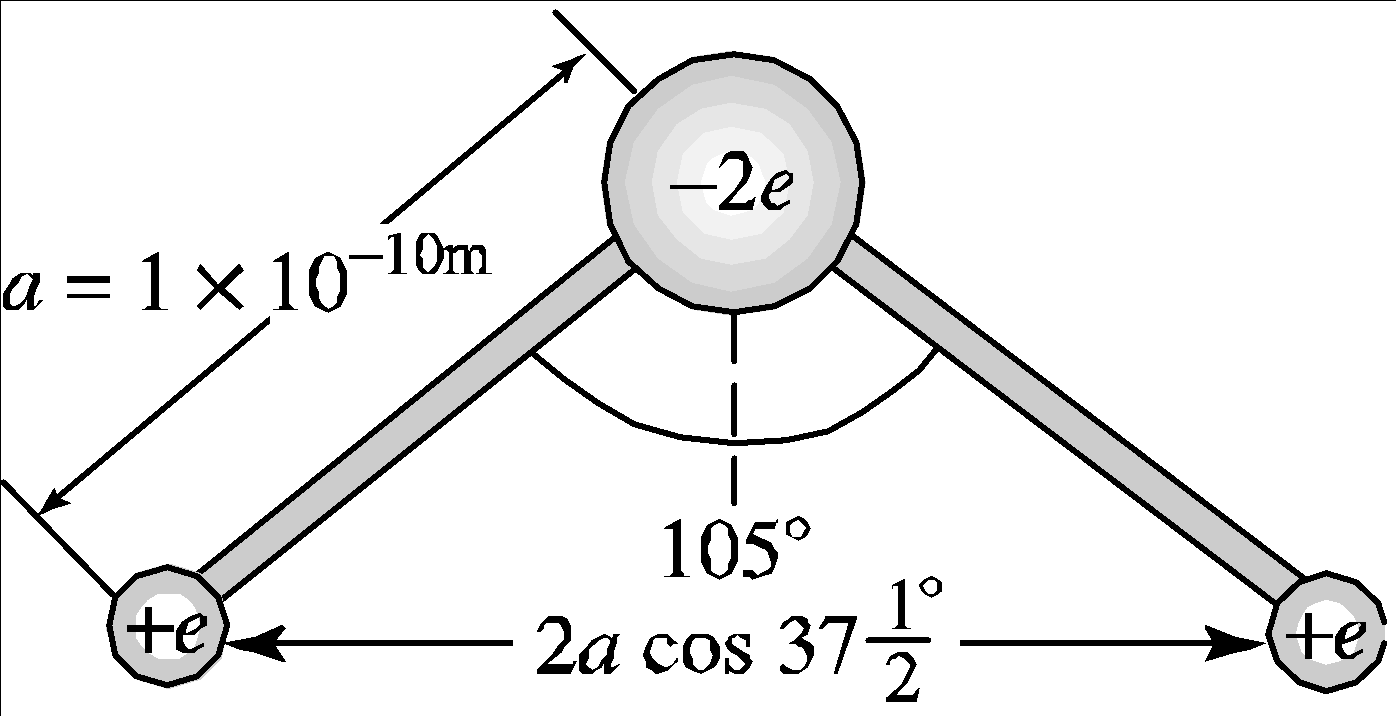 −2e
a = 1 × 10⁻¹⁰m
105°
+e
2a cos 37 1/2°
+e